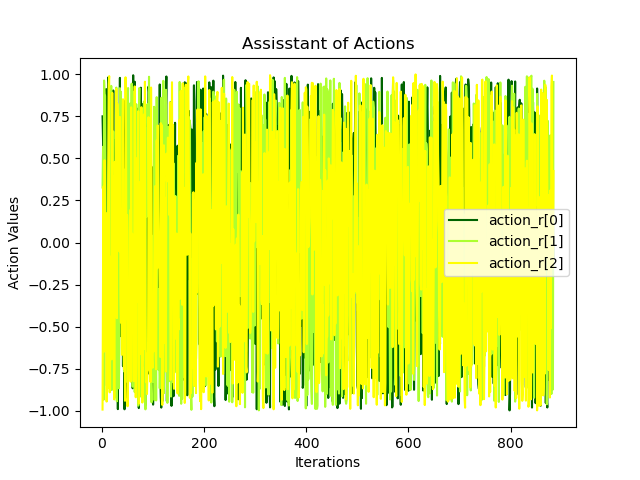 Assisstant of Actions
Action Values
1.00
0.75
0.50
0.25
0.00
−0.25
−0.50
−0.75
−1.00
action_r[0]
action_r[1]
action_r[2]
0 200 400 600 800
Iterations